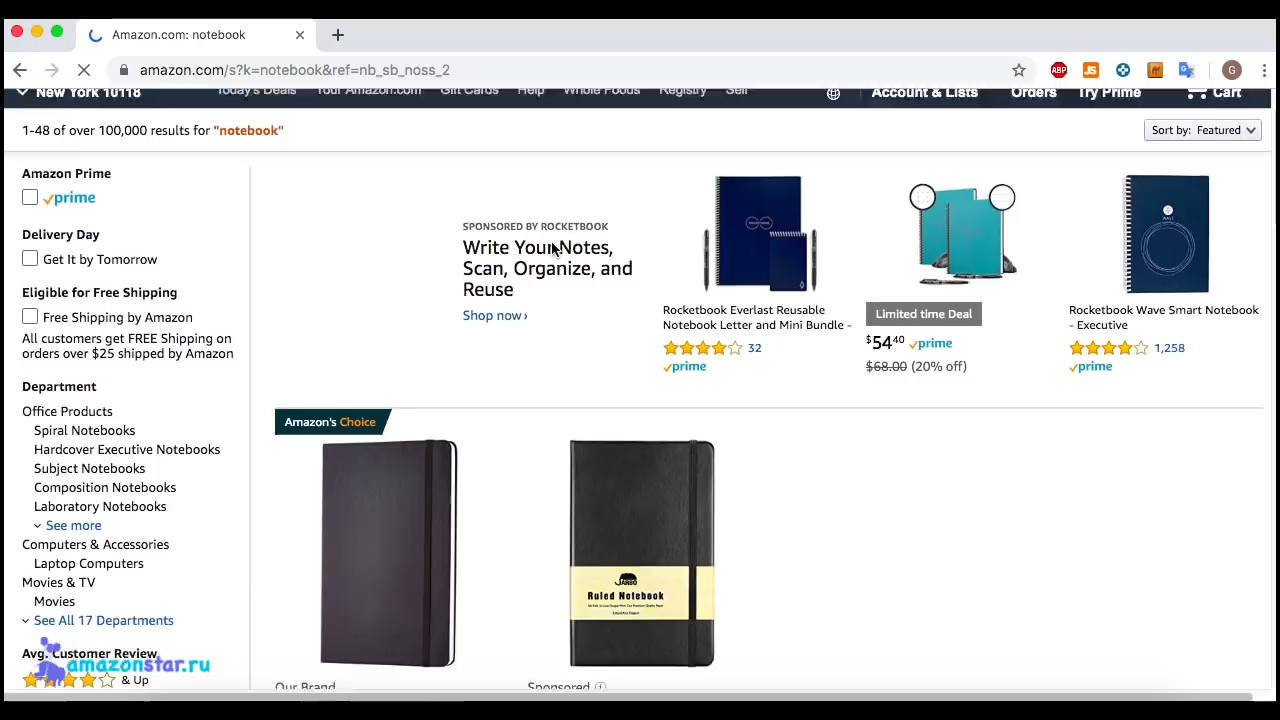 Amazon.com: notebook
amazon.com/s?k=notebook&ref=nb_sb_noss_2
ABP
JS
G
New York 10118
Today's Deals Your Amazon.com Gift Cards Help Whole Foods Registry Sell
Account & Lists Orders Try Prime Cart
1-48 of over 100,000 results for "notebook"
Sort by: Featured
Amazon Prime
prime
Delivery Day
Get It by Tomorrow
Eligible for Free Shipping
Free Shipping by Amazon
All customers get FREE Shipping on
orders over $25 shipped by Amazon
Department
Office Products
Spiral Notebooks
Hardcover Executive Notebooks
Subject Notebooks
Composition Notebooks
Laboratory Notebooks
See more
Computers & Accessories
Laptop Computers
Movies & TV
Movies
See All 17 Departments
Avg. Customer Review
amazonstar.ru
& Up
SPONSORED BY ROCKETBOOK
Write Your Notes,
Scan, Organize, and
Reuse
Shop now ›
Rocketbook Everlast Reusable
Notebook Letter and Mini Bundle -
32
prime
Limited time Deal
$54 40 prime
$68.00 (20% off)
WAVE
Rocketbook Wave Smart Notebook
- Executive
1,258
prime
Amazon's Choice
JARBO
Ruled Notebook
Our Brand
Sponsored